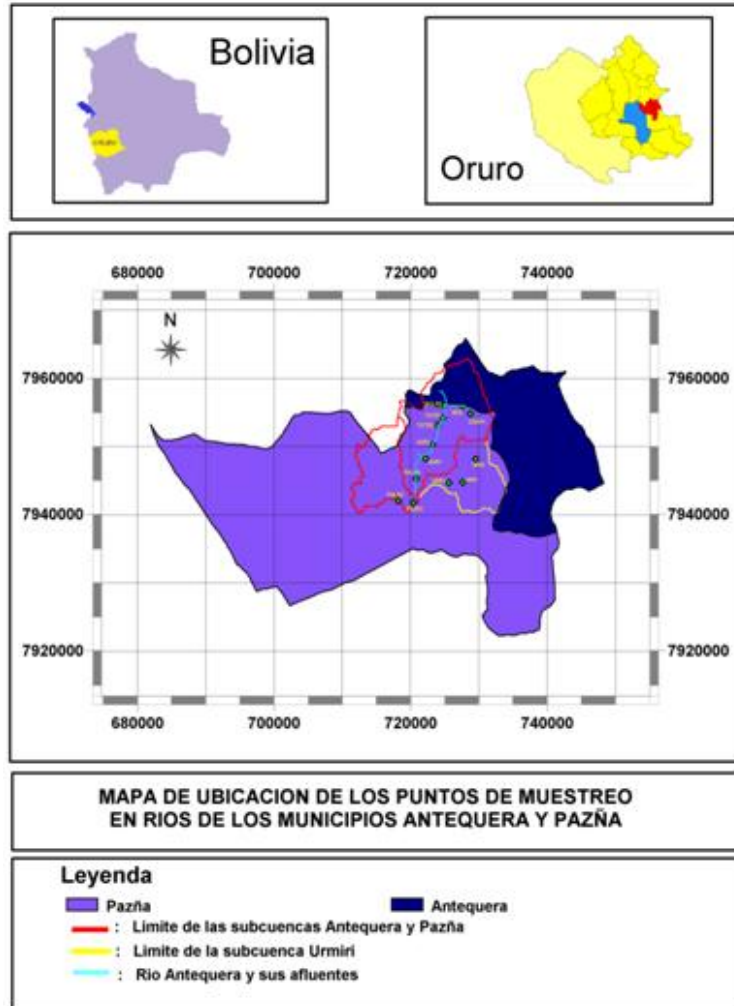 Bolivia
Oruro
680000 700000 720000 740000
N
7960000 7960000
7940000 7940000
7920000 7920000
680000 700000 720000 740000
MAPA DE UBICACION DE LOS PUNTOS DE MUESTREO
EN RIOS DE LOS MUNICIPIOS ANTEQUERA Y PAZÑA
Leyenda
Pazña Antequera
: Limite de las subcuencas Antequera y Pazña
: Limite de la subcuenca Urmiri
: Rio Antequera y sus afluentes